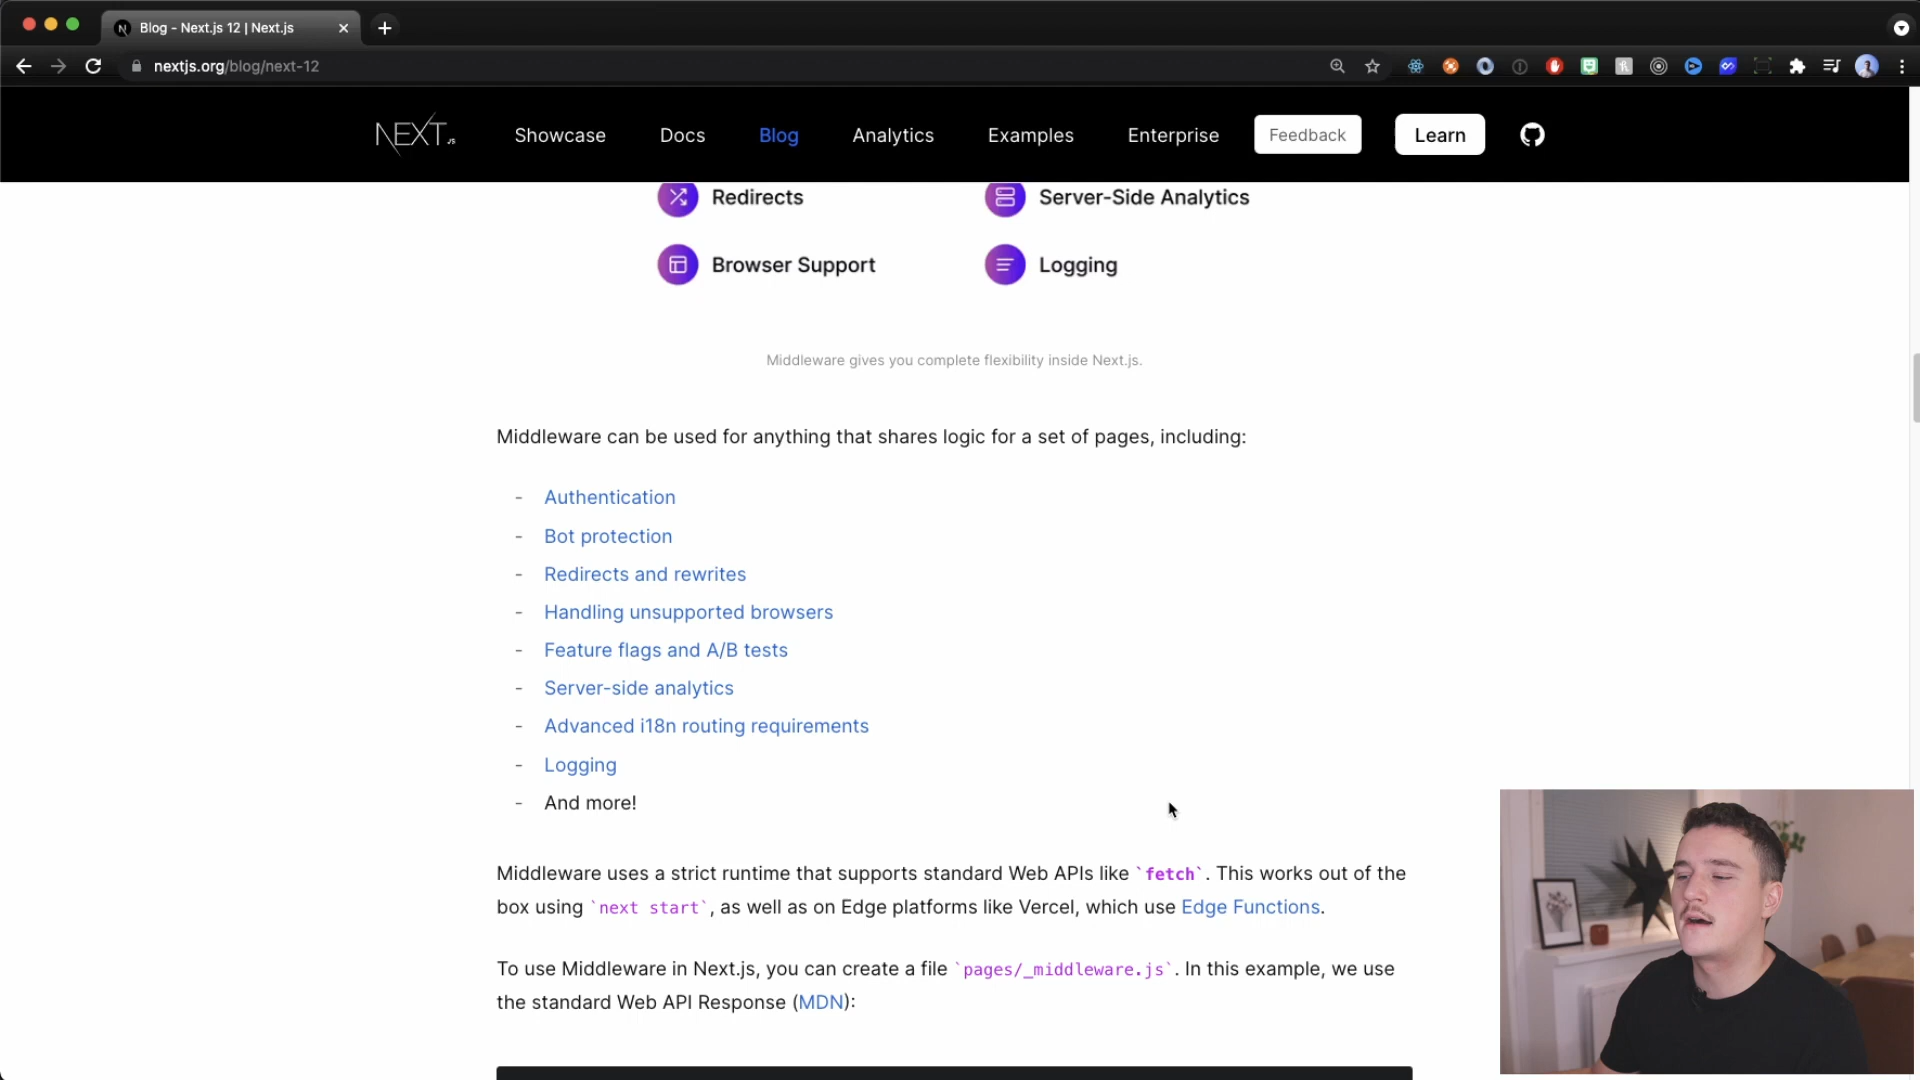 Blog - Next.js 12 | Next.js
nextjs.org/blog/next-12
NEXT.JS
Showcase
Docs
Blog
Analytics
Examples
Enterprise
Feedback
Learn
Redirects
Server-Side Analytics
Browser Support
Logging
Middleware gives you complete flexibility inside Next.js.
Middleware can be used for anything that shares logic for a set of pages, including:
- Authentication
- Bot protection
- Redirects and rewrites
- Handling unsupported browsers
- Feature flags and A/B tests
- Server-side analytics
- Advanced i18n routing requirements
- Logging
- And more!
Middleware uses a strict runtime that supports standard Web APIs like `fetch`. This works out of the
box using `next start`, as well as on Edge platforms like Vercel, which use Edge Functions.
To use Middleware in Next.js, you can create a file `pages/_middleware.js`. In this example, we use
the standard Web API Response (MDN):